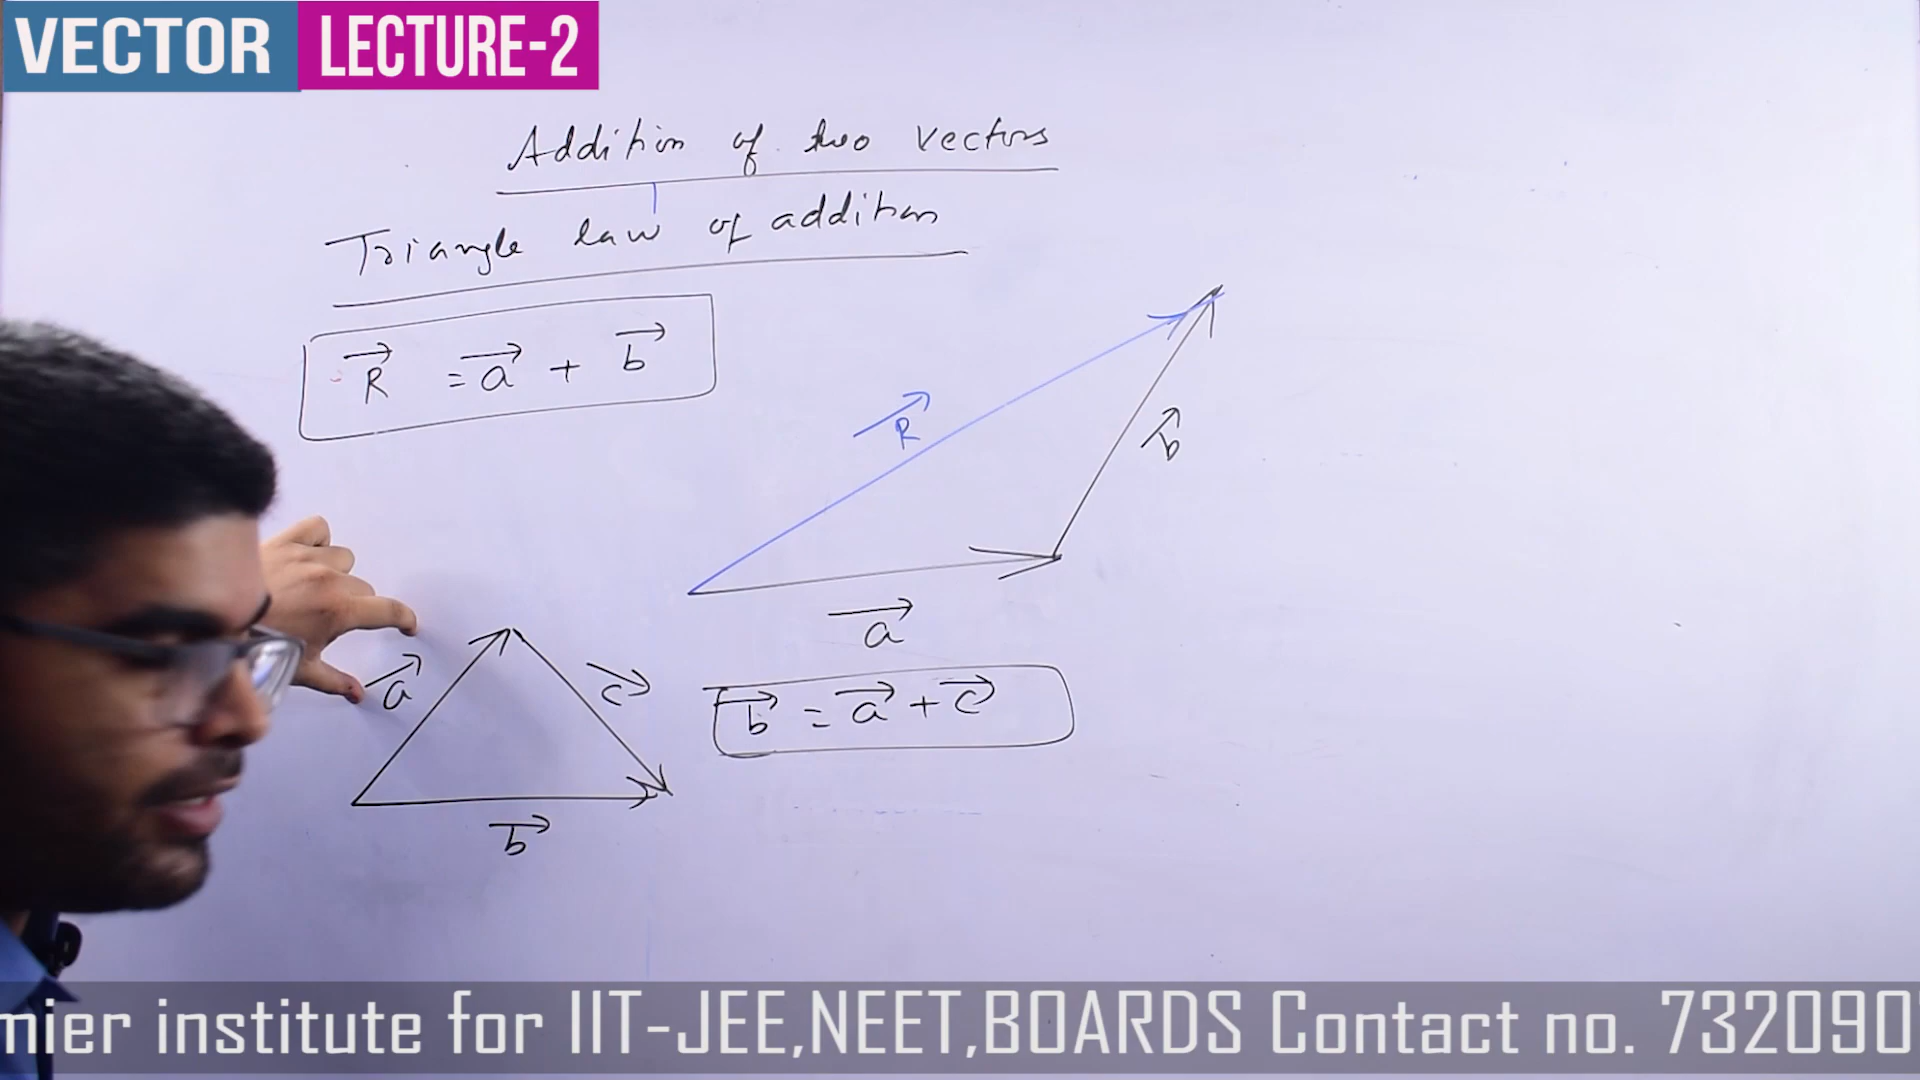 VECTOR LECTURE-2
Addition of two vectors
Triangle law of addition
R⃗ = a⃗ + b⃗
R⃗
b⃗
a⃗
a⃗
c⃗
b⃗ = a⃗ + c⃗
b⃗
mier institute for IIT-JEE,NEET,BOARDS Contact no. 732090